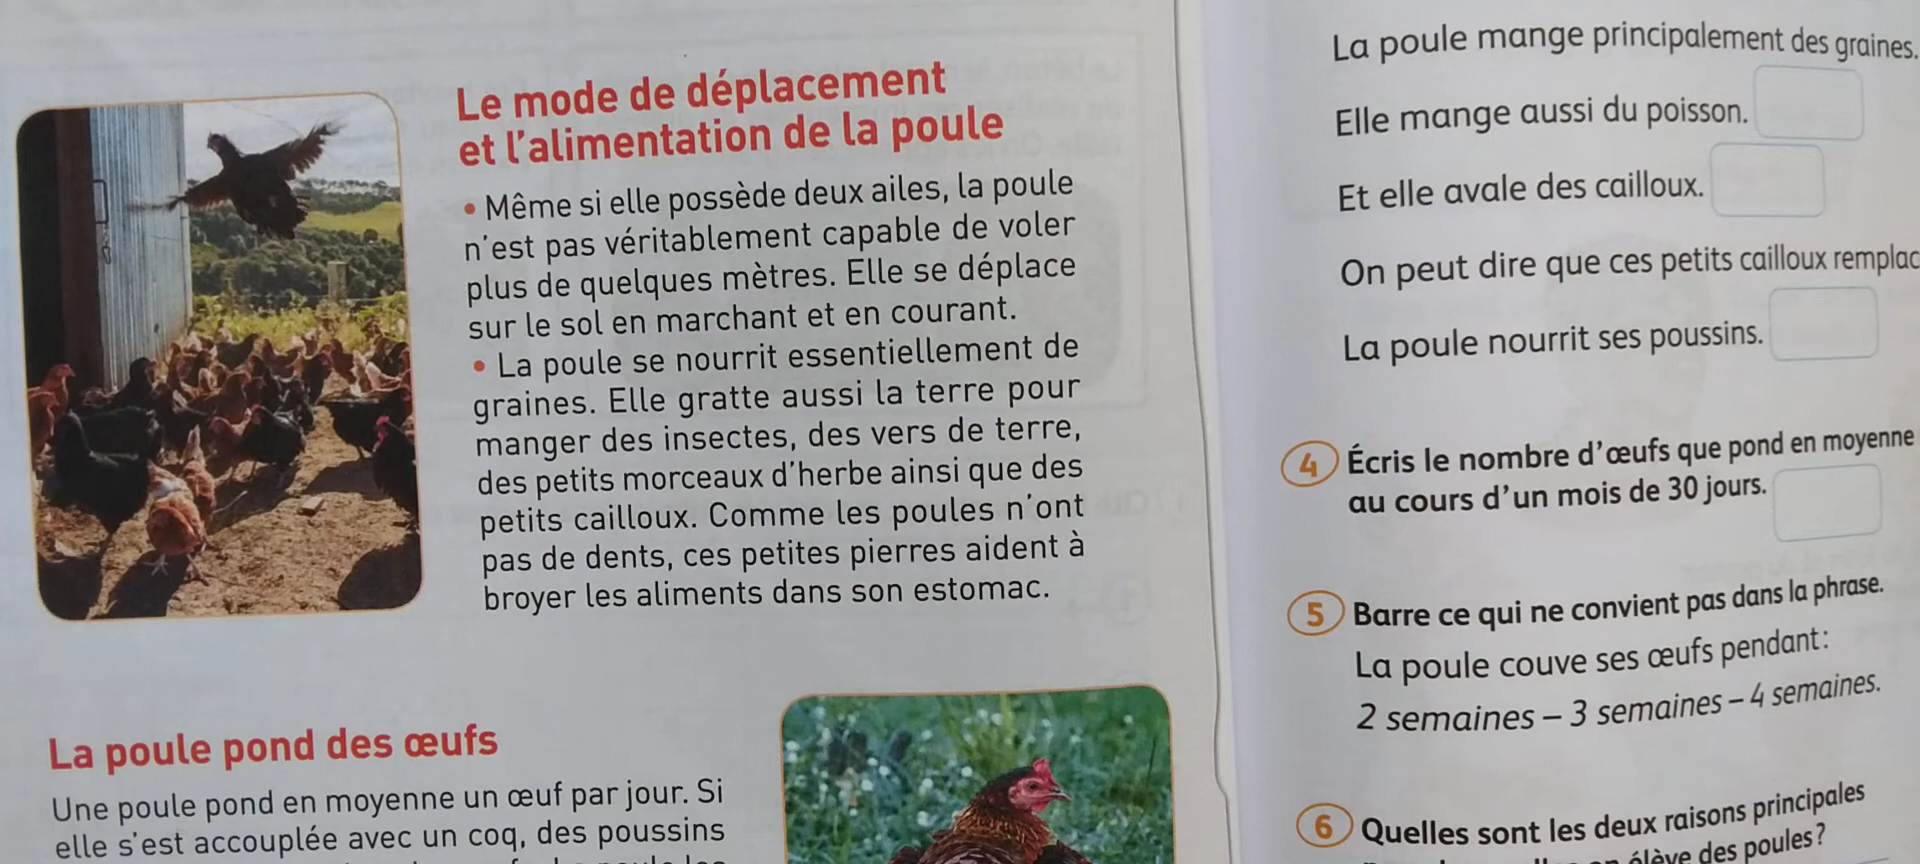 Le mode de déplacement
et l'alimentation de la poule
• Même si elle possède deux ailes, la poule
n'est pas véritablement capable de voler
plus de quelques mètres. Elle se déplace
sur le sol en marchant et en courant.
• La poule se nourrit essentiellement de
graines. Elle gratte aussi la terre pour
manger des insectes, des vers de terre,
des petits morceaux d'herbe ainsi que des
petits cailloux. Comme les poules n'ont
pas de dents, ces petites pierres aident à
broyer les aliments dans son estomac.
La poule pond des œufs
Une poule pond en moyenne un œuf par jour. Si
elle s'est accouplée avec un coq, des poussins
La poule mange principalement des graines.
Elle mange aussi du poisson.
Et elle avale des cailloux.
On peut dire que ces petits cailloux remplac
La poule nourrit ses poussins.
4 Écris le nombre d'œufs que pond en moyenne
au cours d'un mois de 30 jours.
5 Barre ce qui ne convient pas dans la phrase.
La poule couve ses œufs pendant :
2 semaines – 3 semaines – 4 semaines.
6 Quelles sont les deux raisons principales
élève des poules ?